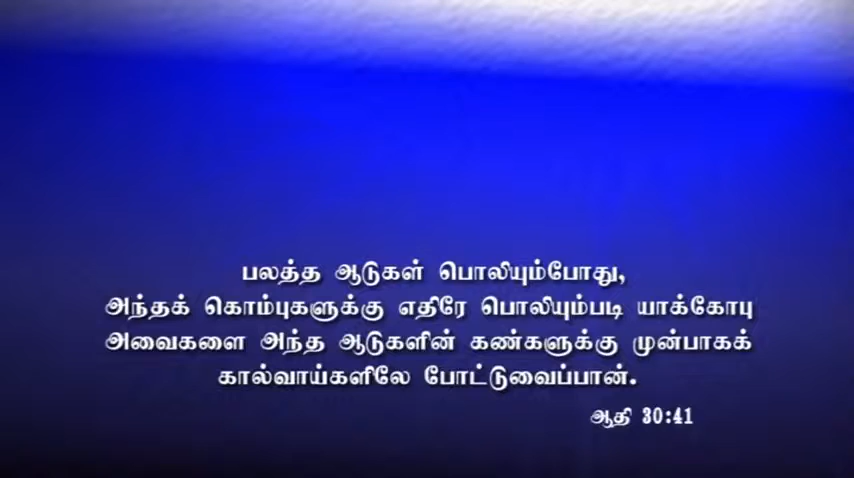 பலத்த ஆடுகள் பொலியும்போது,
அந்தக் கொம்புகளுக்கு எதிரே பொலியும்படி யாக்கோபு
அவைகளை அந்த ஆடுகளின் கண்களுக்கு முன்பாகக்
கால்வாய்களிலே போட்டுவைப்பான்.
ஆதி 30:41